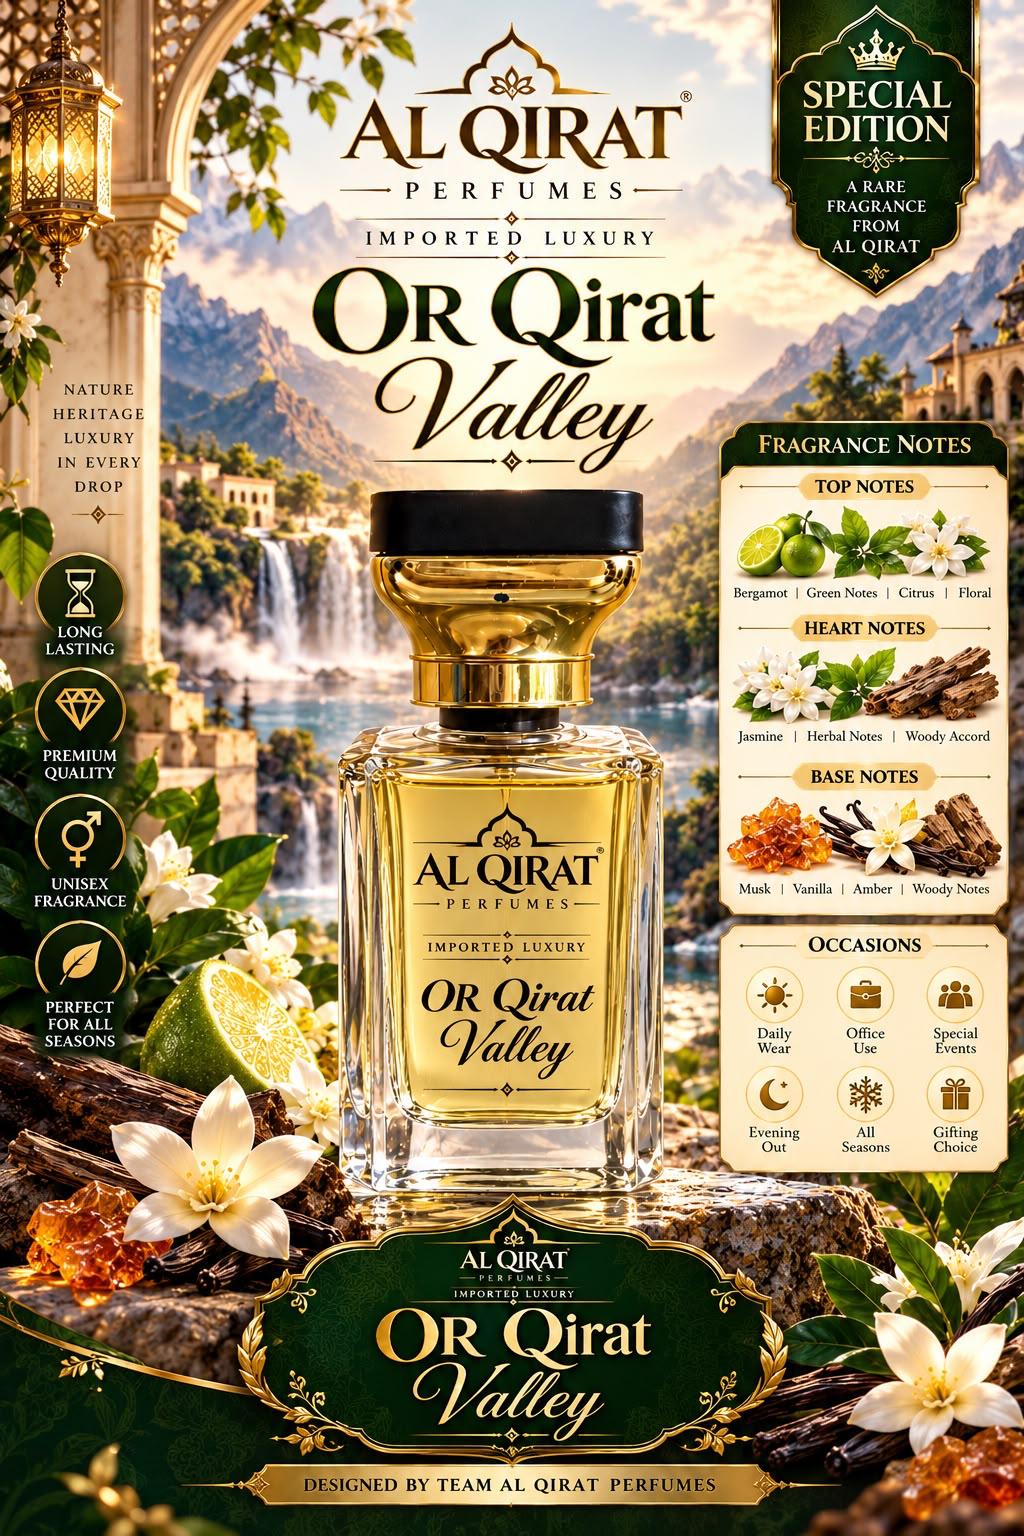 AL QIRAT®
PERFUMES
IMPORTED LUXURY
OR Qirat
Valley
SPECIAL
EDITION
A RARE
FRAGRANCE
FROM
AL QIRAT
NATURE
HERITAGE
LUXURY
IN EVERY
DROP
LONG
LASTING
PREMIUM
QUALITY
UNISEX
FRAGRANCE
PERFECT
FOR ALL
SEASONS
FRAGRANCE NOTES
TOP NOTES
Bergamot | Green Notes | Citrus | Floral
HEART NOTES
Jasmine | Herbal Notes | Woody Accord
BASE NOTES
Musk | Vanilla | Amber | Woody Notes
OCCASIONS
Daily
Wear
Office
Use
Special
Events
Evening
Out
All
Seasons
Gifting
Choice
AL QIRAT®
PERFUMES
IMPORTED LUXURY
OR Qirat
Valley
AL QIRAT
PERFUMES
IMPORTED LUXURY
OR Qirat
Valley
DESIGNED BY TEAM AL QIRAT PERFUMES